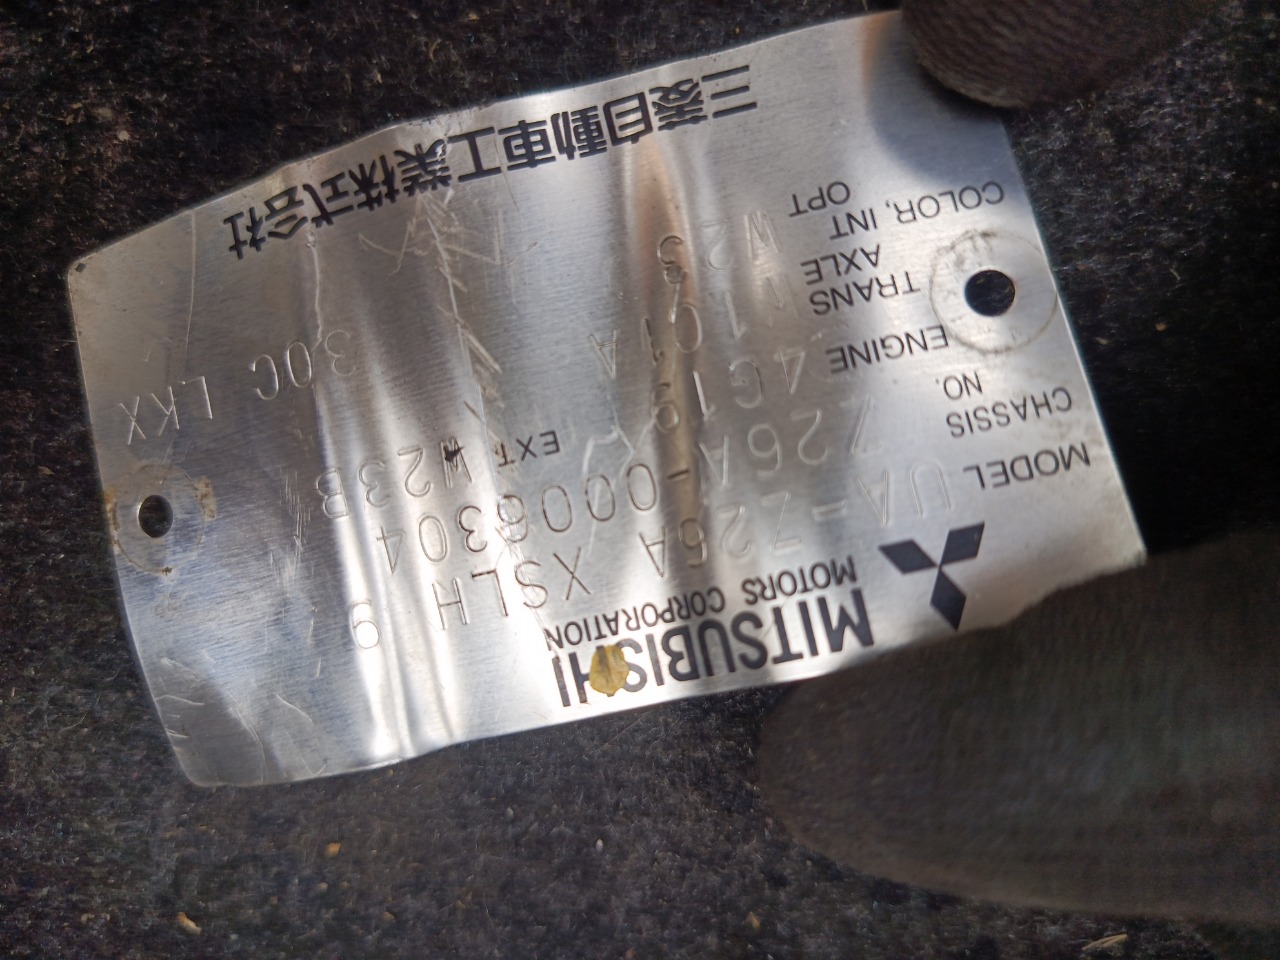 MITSUBISHI
MOTORS CORPORATION
MODEL UA-Z26A XSLH 9
CHASSIS NO. Z26A-0006304
ENGINE 4G19
EXT W23B
TRANS AXLE
COLOR, INT OPT W23
30C LKX
三菱自動車工業株式会社